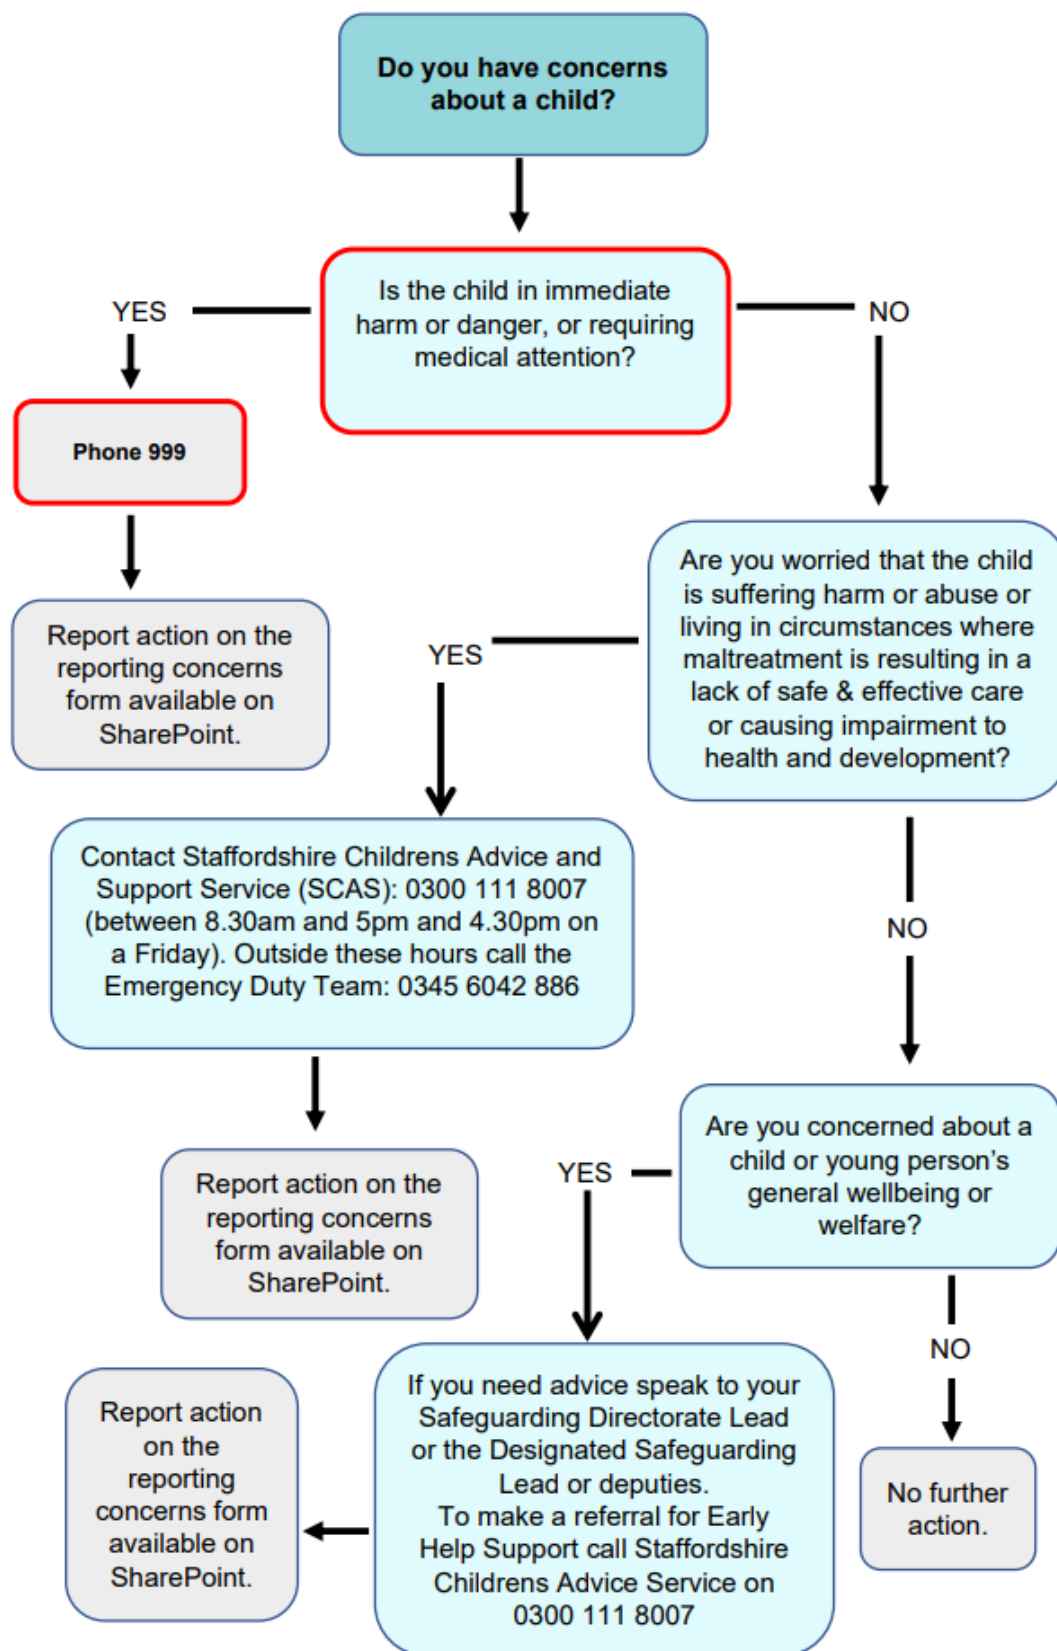 Do you have concerns
about a child?
Is the child in immediate
harm or danger, or requiring
medical attention?
YES
NO
Phone 999
Are you worried that the child
is suffering harm or abuse or
living in circumstances where
maltreatment is resulting in a
lack of safe & effective care
or causing impairment to
health and development?
Report action on the
reporting concerns
form available on
SharePoint.
YES
NO
Contact Staffordshire Childrens Advice and
Support Service (SCAS): 0300 111 8007
(between 8.30am and 5pm and 4.30pm on
a Friday). Outside these hours call the
Emergency Duty Team: 0345 6042 886
Report action on the
reporting concerns
form available on
SharePoint.
Are you concerned about a
child or young person’s
general wellbeing or
welfare?
YES
NO
If you need advice speak to your
Safeguarding Directorate Lead
or the Designated Safeguarding
Lead or deputies.
To make a referral for Early
Help Support call Staffordshire
Childrens Advice Service on
0300 111 8007
Report action
on the
reporting
concerns form
available on
SharePoint.
No further
action.